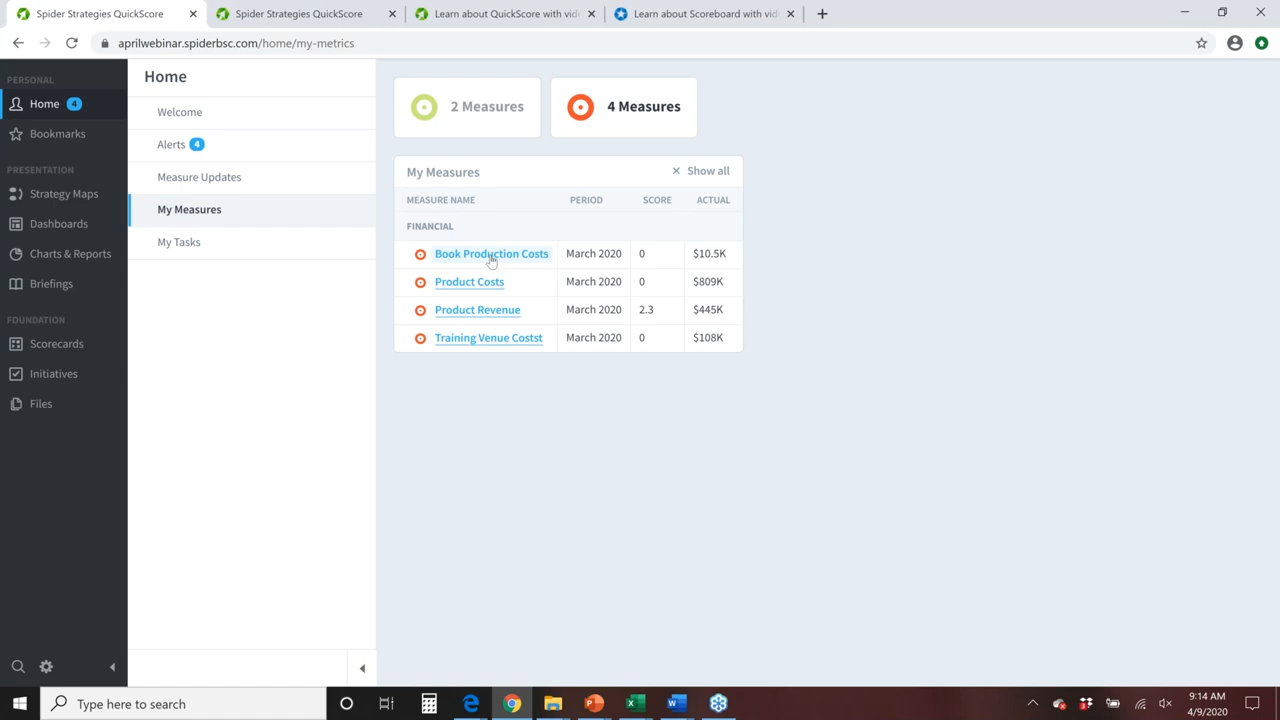 Spider Strategies QuickScore
Spider Strategies QuickScore
Learn about QuickScore with vid
Learn about Scoreboard with vid
aprilwebinar.spiderbsc.com/home/my-metrics
PERSONAL
Home 4
Bookmarks
PRESENTATION
Strategy Maps
Dashboards
Charts & Reports
Briefings
FOUNDATION
Scorecards
Initiatives
Files
Home
Welcome
Alerts 4
Measure Updates
My Measures
My Tasks
2 Measures
4 Measures
My Measures
Show all
MEASURE NAME PERIOD SCORE ACTUAL
FINANCIAL
Book Production Costs March 2020 0 $10.5K
Product Costs March 2020 0 $809K
Product Revenue March 2020 2.3 $445K
Training Venue Costst March 2020 0 $108K
Type here to search
9:14 AM
4/9/2020